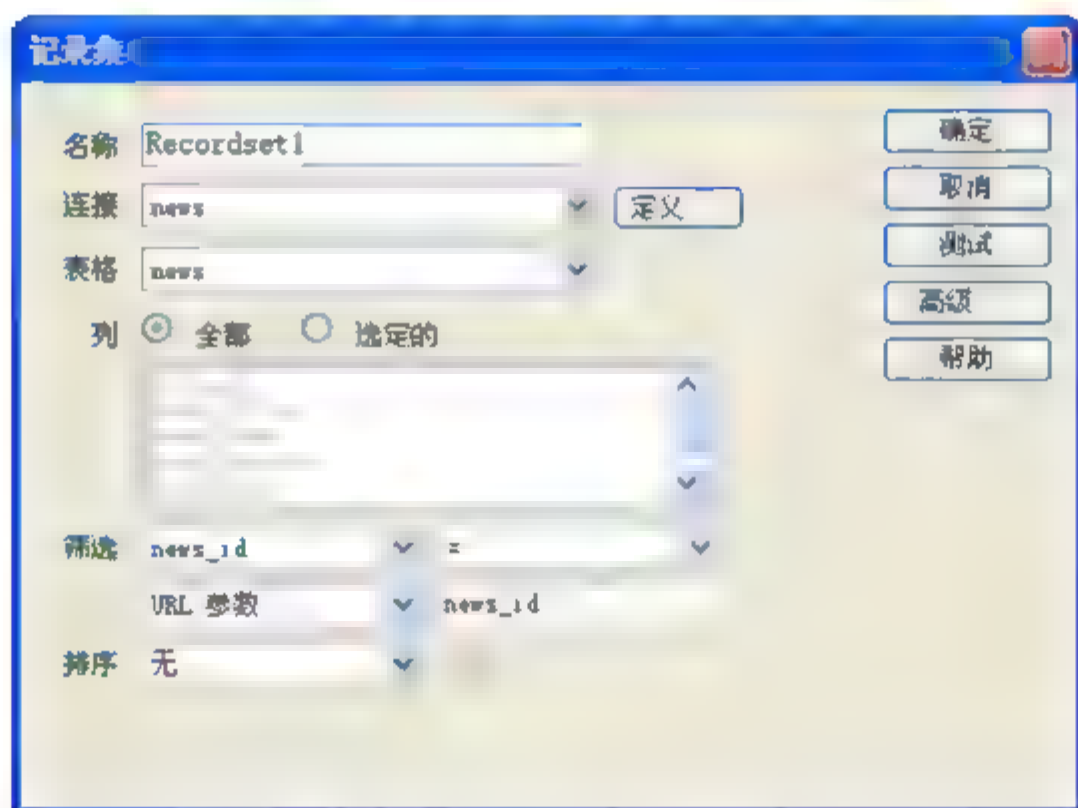 记录集
名称 Recordset1
确定
连接 news 定义
取消
表格 news
测试
列 全部 选定的
高级
帮助
筛选 news_id =
URL 参数 news_id
排序 无